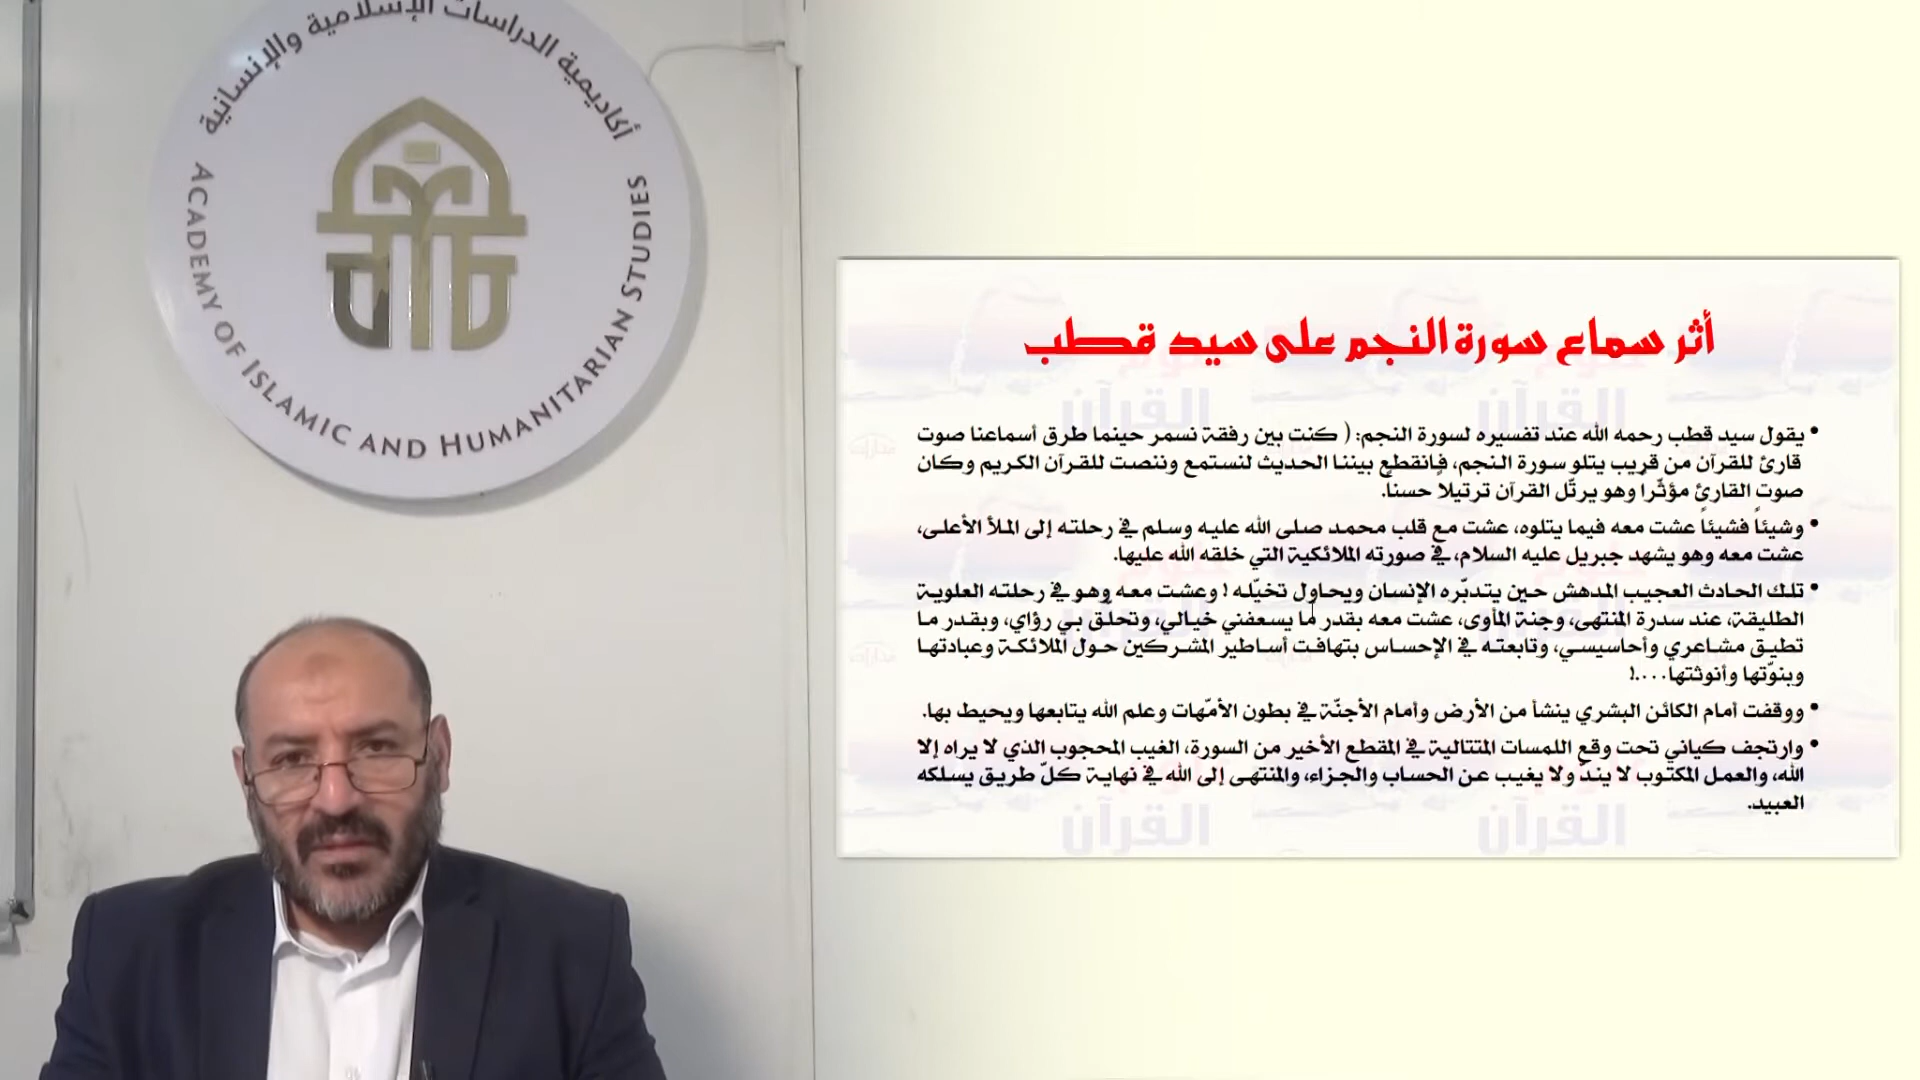 أكاديمية الدراسات الإسلامية والإنسانية
ACADEMY OF ISLAMIC AND HUMANITARIAN STUDIES
أثر سماع سورة النجم على سيد قطب
• يقول سيد قطب رحمه الله عند تفسيره لسورة النجم: ( كنت بين رفقة نسمر حينما طرق أسماعنا صوت
قارئ للقرآن من قريب يتلو سورة النجم، فانقطع بيننا الحديث لنستمع وننصت للقرآن الكريم وكان
صوت القارئ مؤثّرا وهو يرتّل القرآن ترتيلا حسناً.
• وشيئاً فشيئاً عشت معه فيما يتلوه، عشت مع قلب محمد صلى الله عليه وسلم في رحلته إلى الملأ الأعلى،
عشت معه وهو يشهد جبريل عليه السلام، في صورته الملائكية التي خلقه الله عليها.
• تلك الحادث العجيب المدهش حين يتدبّره الإنسان ويحاول تخيّله ! وعشت معه وهو في رحلته العلوية
الطليقة، عند سدرة المنتهى، وجنة المأوى، عشت معه بقدر ما يسعفني خيالي، وتحلّق بي رؤاي، وبقدر ما
تطيق مشاعري وأحاسيسي، وتابعته في الإحساس بتهافت أساطير المشركين حول الملائكة وعبادتها
وبنوّتها وأنوثتها....!
• ووقفت أمام الكائن البشري ينشأ من الأرض وأمام الأجنّة في بطون الأمّهات وعلم الله يتابعها ويحيط بها.
• وارتجف كياني تحت وقع اللمسات المتتالية في المقطع الأخير من السورة، الغيب المحجوب الذي لا يراه إلا
الله، والعمل المكتوب لا يندّ ولا يغيب عن الحساب والجزاء، والمنتهى إلى الله في نهاية كلّ طريق يسلكه
العبيد.
القرآن
القرآن
القرآن
القرآن